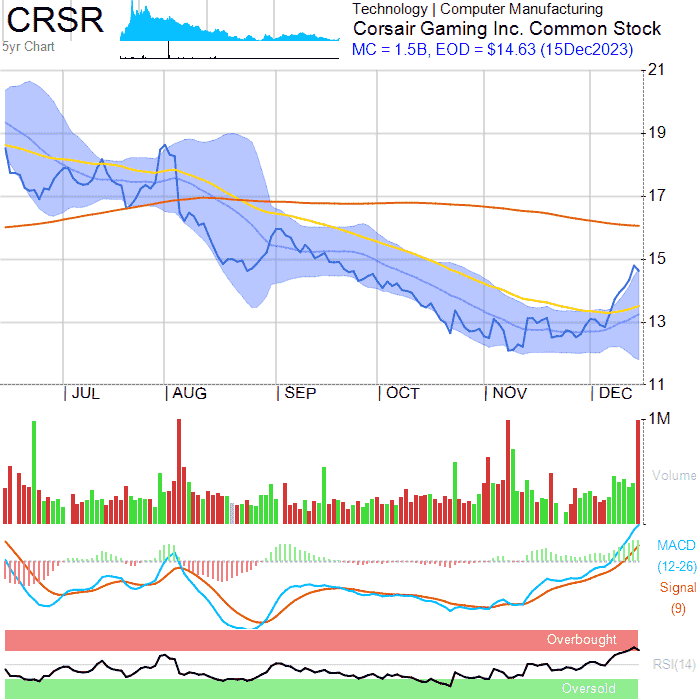 CRSR
5yr Chart
Technology | Computer Manufacturing
Corsair Gaming Inc. Common Stock
MC = 1.5B, EOD = $14.63 (15Dec2023)
21
19
17
15
13
11
JUL AUG SEP OCT NOV DEC
1M
Volume
MACD
(12-26)
Signal
(9)
Overbought
RSI(14)
Oversold